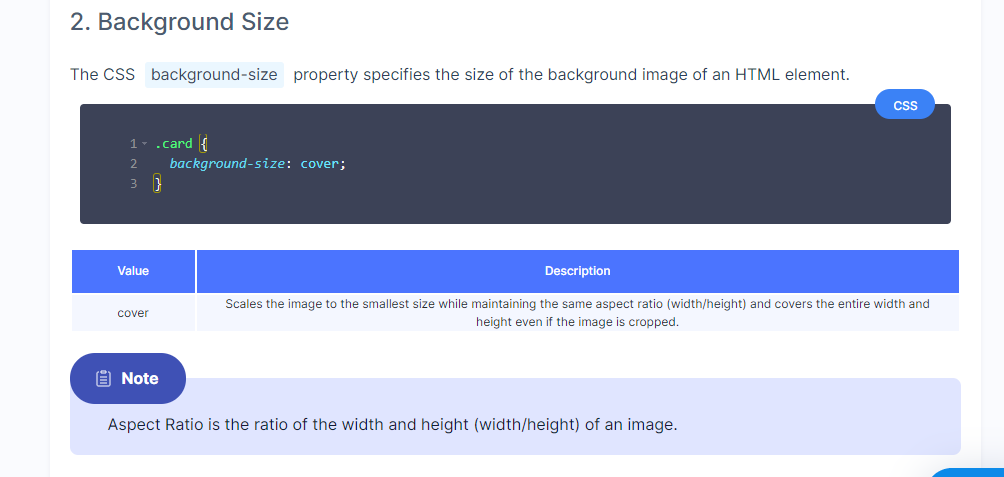 2. Background Size
The CSS background-size property specifies the size of the background image of an HTML element.
CSS
1 .card {
2 background-size: cover;
3 }
Value Description
cover Scales the image to the smallest size while maintaining the same aspect ratio (width/height) and covers the entire width and
height even if the image is cropped.
Note
Aspect Ratio is the ratio of the width and height (width/height) of an image.